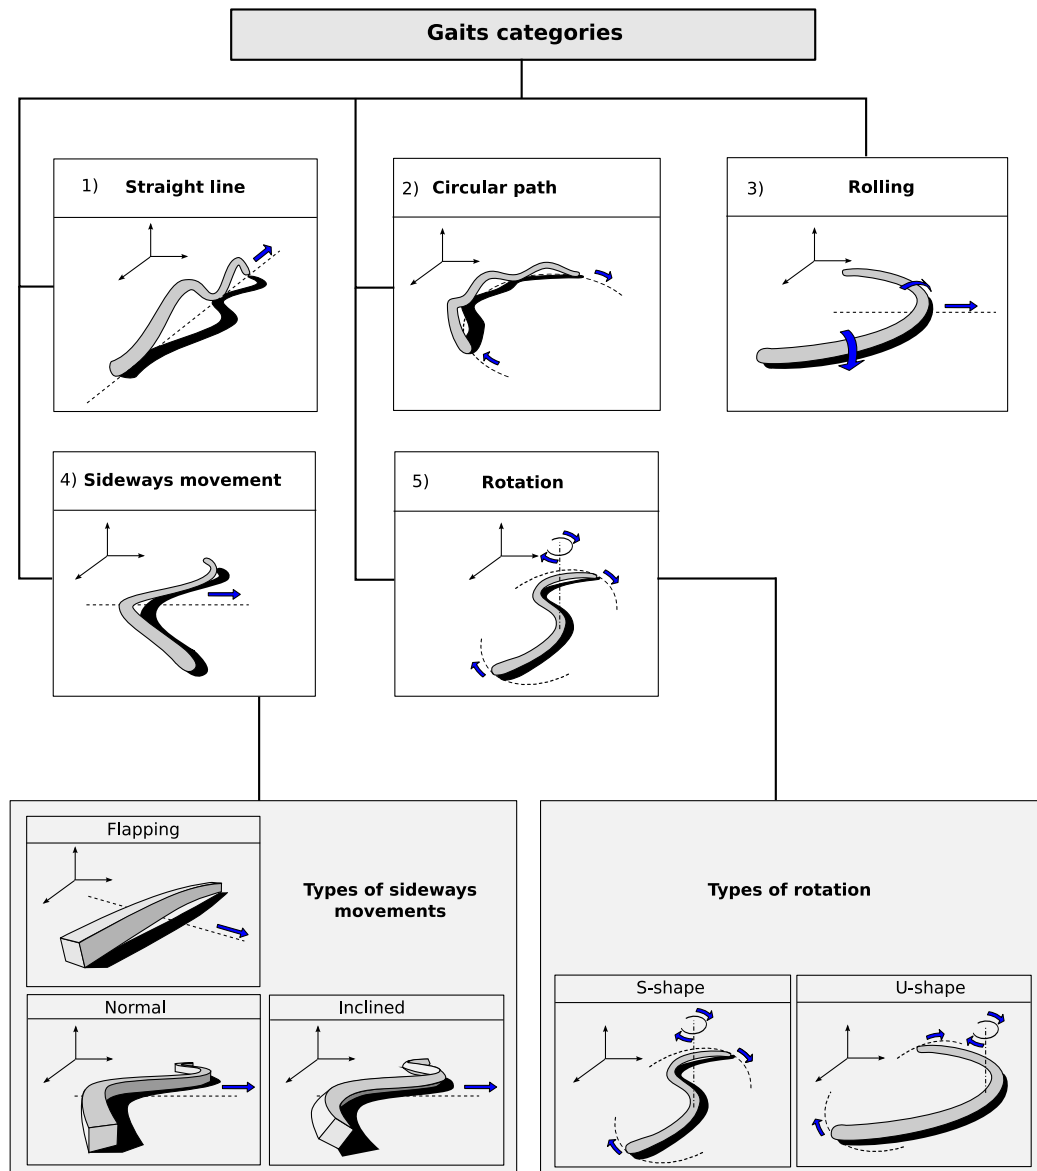 Gaits categories
1) Straight line
2) Circular path
3) Rolling
4) Sideways movement
5) Rotation
Flapping
Types of sideways
movements
Normal
Inclined
Types of rotation
S-shape
U-shape